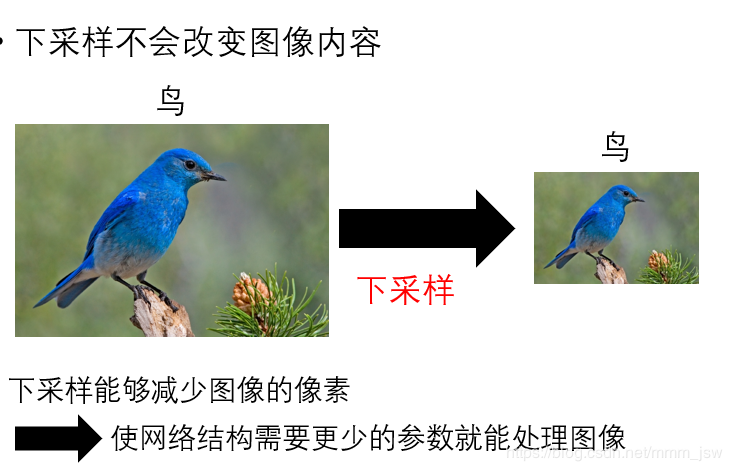 • 下采样不会改变图像内容
鸟
鸟
下采样
下采样能够减少图像的像素
使网络结构需要更少的参数就能处理图像
https://blog.csdn.net/mmm_jsw